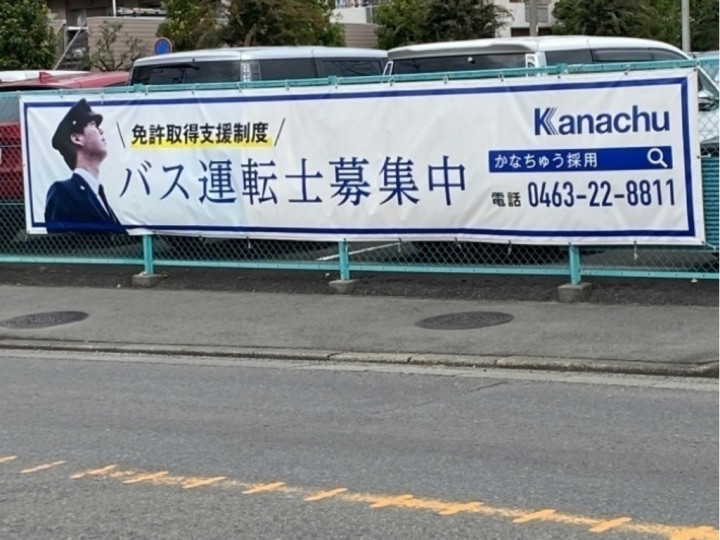 免許取得支援制度
バス運転士募集中
Kanachu
かなちゅう採用
電話 0463-22-8811